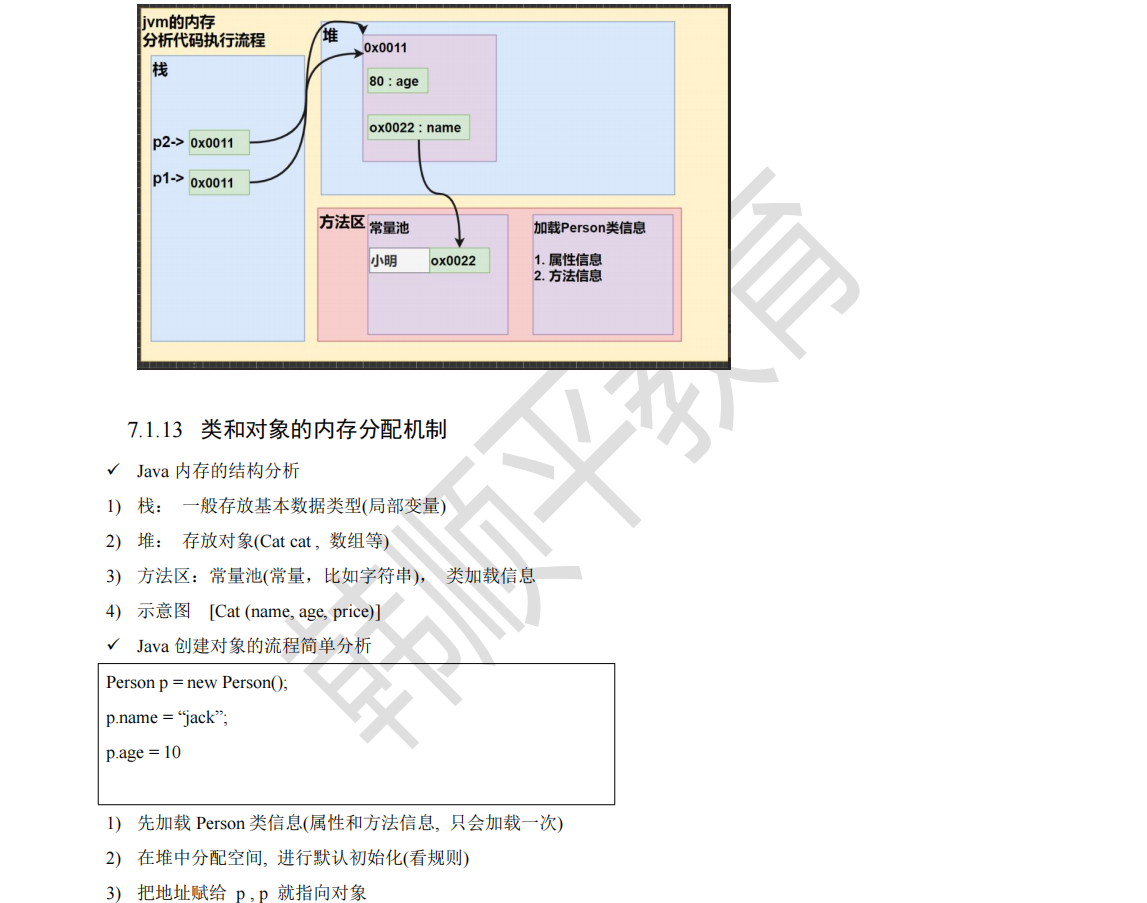 jvm的内存
分析代码执行流程
栈
p2-> 0x0011
p1-> 0x0011
堆
0x0011
80 : age
ox0022 : name
方法区
常量池
小明 ox0022
加载Person类信息
1. 属性信息
2. 方法信息
7.1.13 类和对象的内存分配机制
✓ Java 内存的结构分析
1) 栈： 一般存放基本数据类型(局部变量)
2) 堆： 存放对象(Cat cat , 数组等)
3) 方法区：常量池(常量，比如字符串)， 类加载信息
4) 示意图 [Cat (name, age, price)]
✓ Java 创建对象的流程简单分析
Person p = new Person();
p.name = “jack”;
p.age = 10
1) 先加载 Person 类信息(属性和方法信息, 只会加载一次)
2) 在堆中分配空间, 进行默认初始化(看规则)
3) 把地址赋给 p , p 就指向对象
韩顺平教育